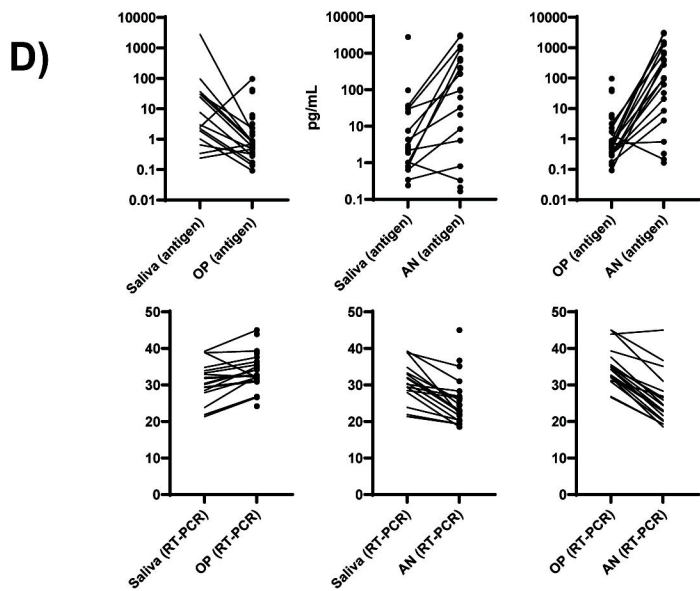 D)
10000
1000
100
10
1
0.1
0.01
Saliva (antigen)
OP (antigen)
pg/mL
10000
1000
100
10
1
0.1
Saliva (antigen)
AN (antigen)
10000
1000
100
10
1
0.1
0.01
OP (antigen)
AN (antigen)
50
40
30
20
10
0
Saliva (RT-PCR)
OP (RT-PCR)
50
40
30
20
10
0
Saliva (RT-PCR)
AN (RT-PCR)
50
40
30
20
10
0
OP (RT-PCR)
AN (RT-PCR)